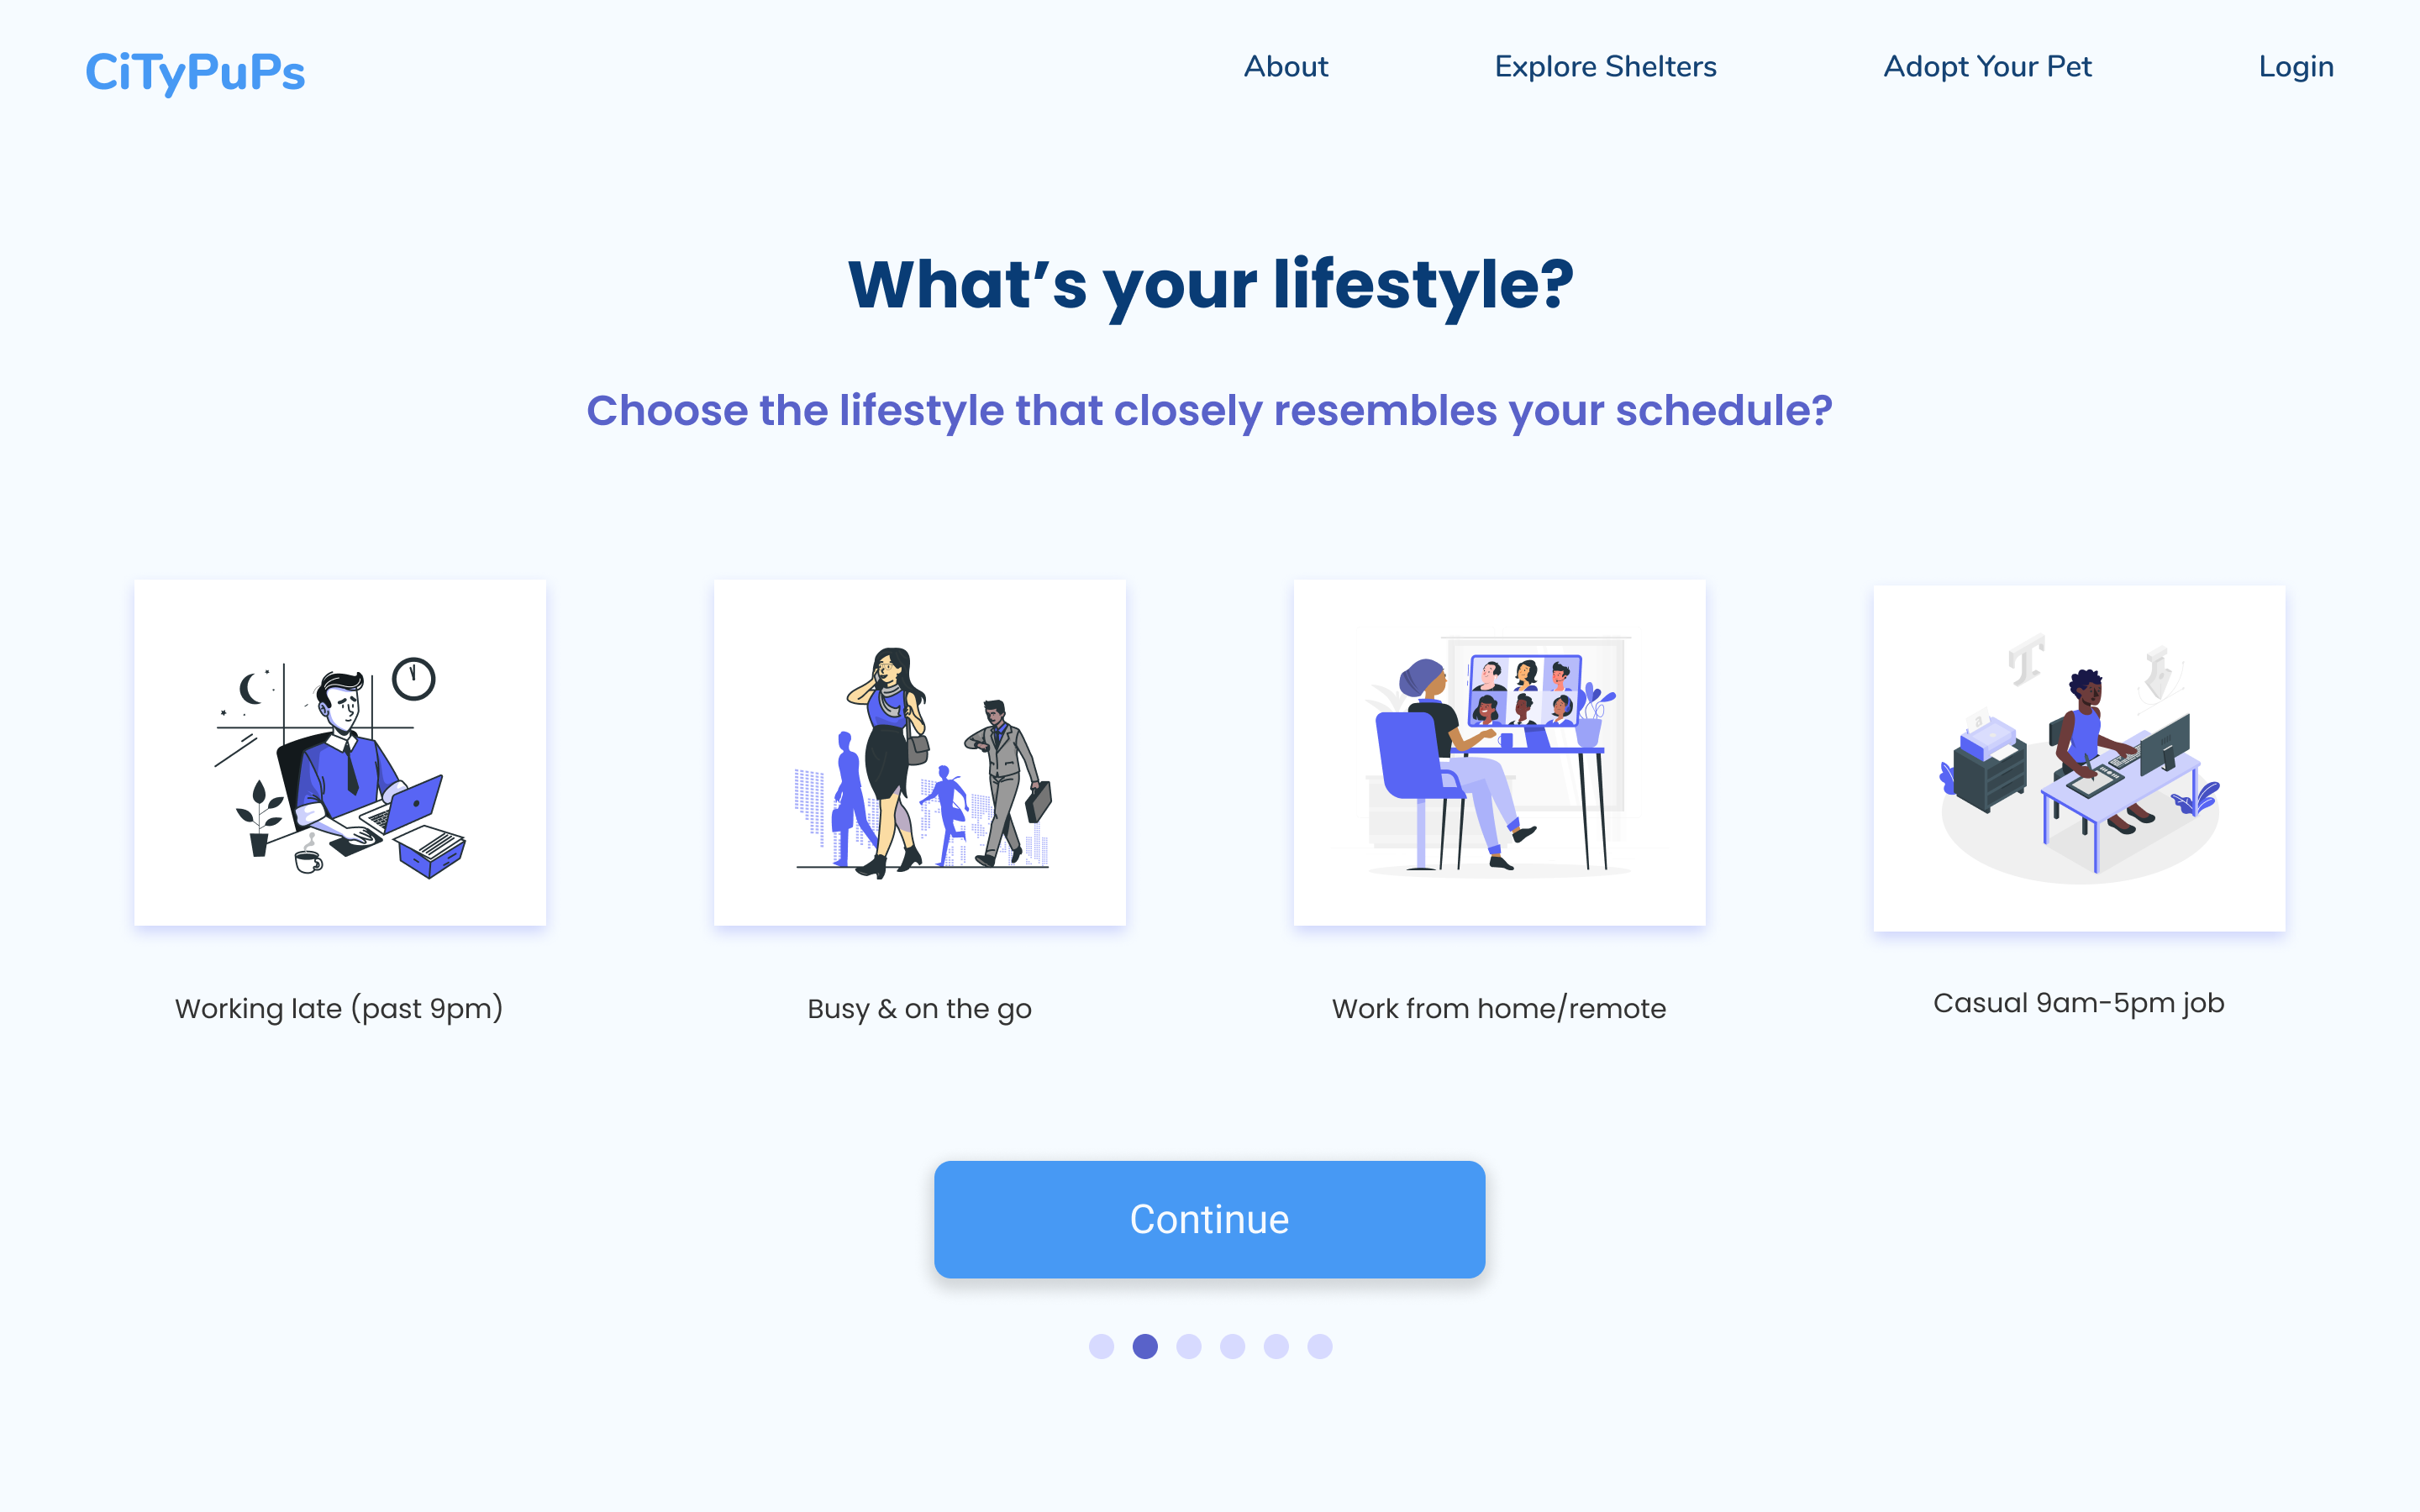 CiTyPuPs
About
Explore Shelters
Adopt Your Pet
Login
What’s your lifestyle?
Choose the lifestyle that closely resembles your schedule?
T
a
Working late (past 9pm)
Busy & on the go
Work from home/remote
Casual 9am-5pm job
Continue